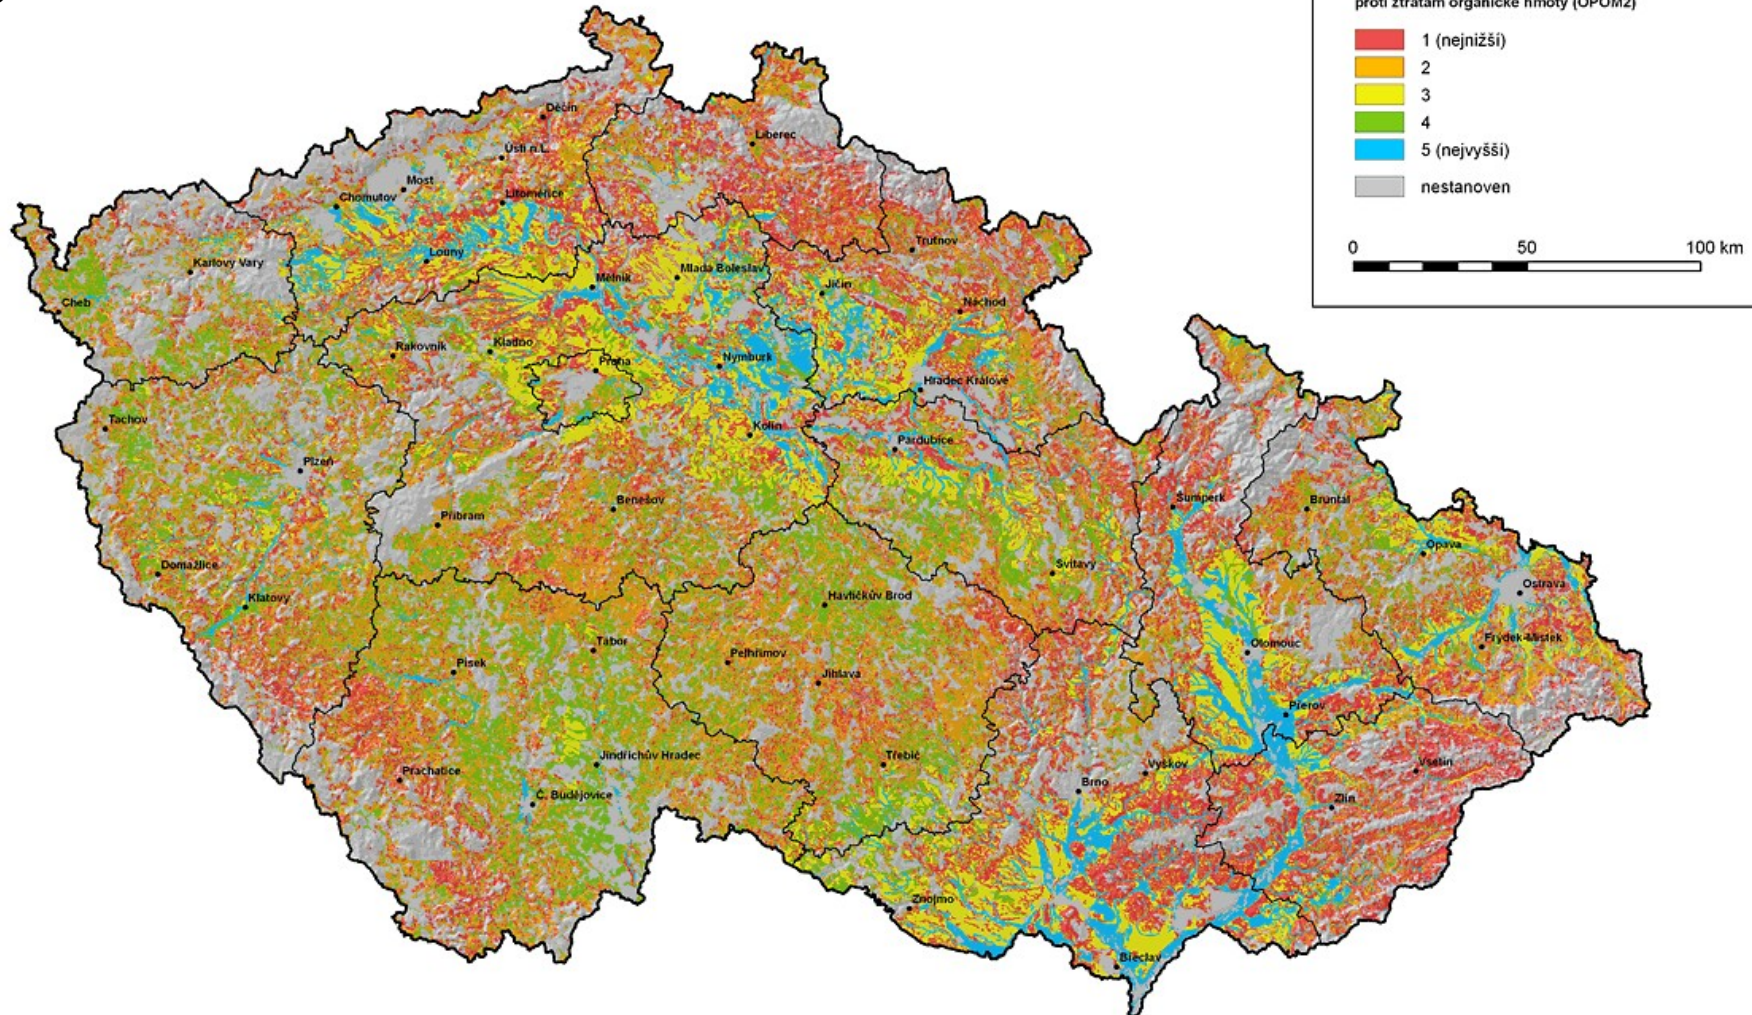 proti ztrátám organické hmoty (OPOM2)
1 (nejnižší)
2
3
4
5 (nejvyšší)
nestanoven
0 50 100 km
Děčín
Liberec
Ústí n.L.
Most
Chomutov
Litoměřice
Louny
Trutnov
Karlovy Vary
Mladá Boleslav
Mělník
Jičín
Cheb
Náchod
Rakovník
Kladno
Praha
Nymburk
Hradec Králové
Tachov
Kolín
Pardubice
Plzeň
Benešov
Šumperk
Bruntál
Příbram
Opava
Domažlice
Svitavy
Ostrava
Klatovy
Havlíčkův Brod
Tábor
Frýdek-Místek
Olomouc
Písek
Pelhřimov
Jihlava
Přerov
Jindřichův Hradec
Třebíč
Prachatice
Vyškov
Vsetín
Brno
Č. Budějovice
Zlín
Znojmo
Břeclav